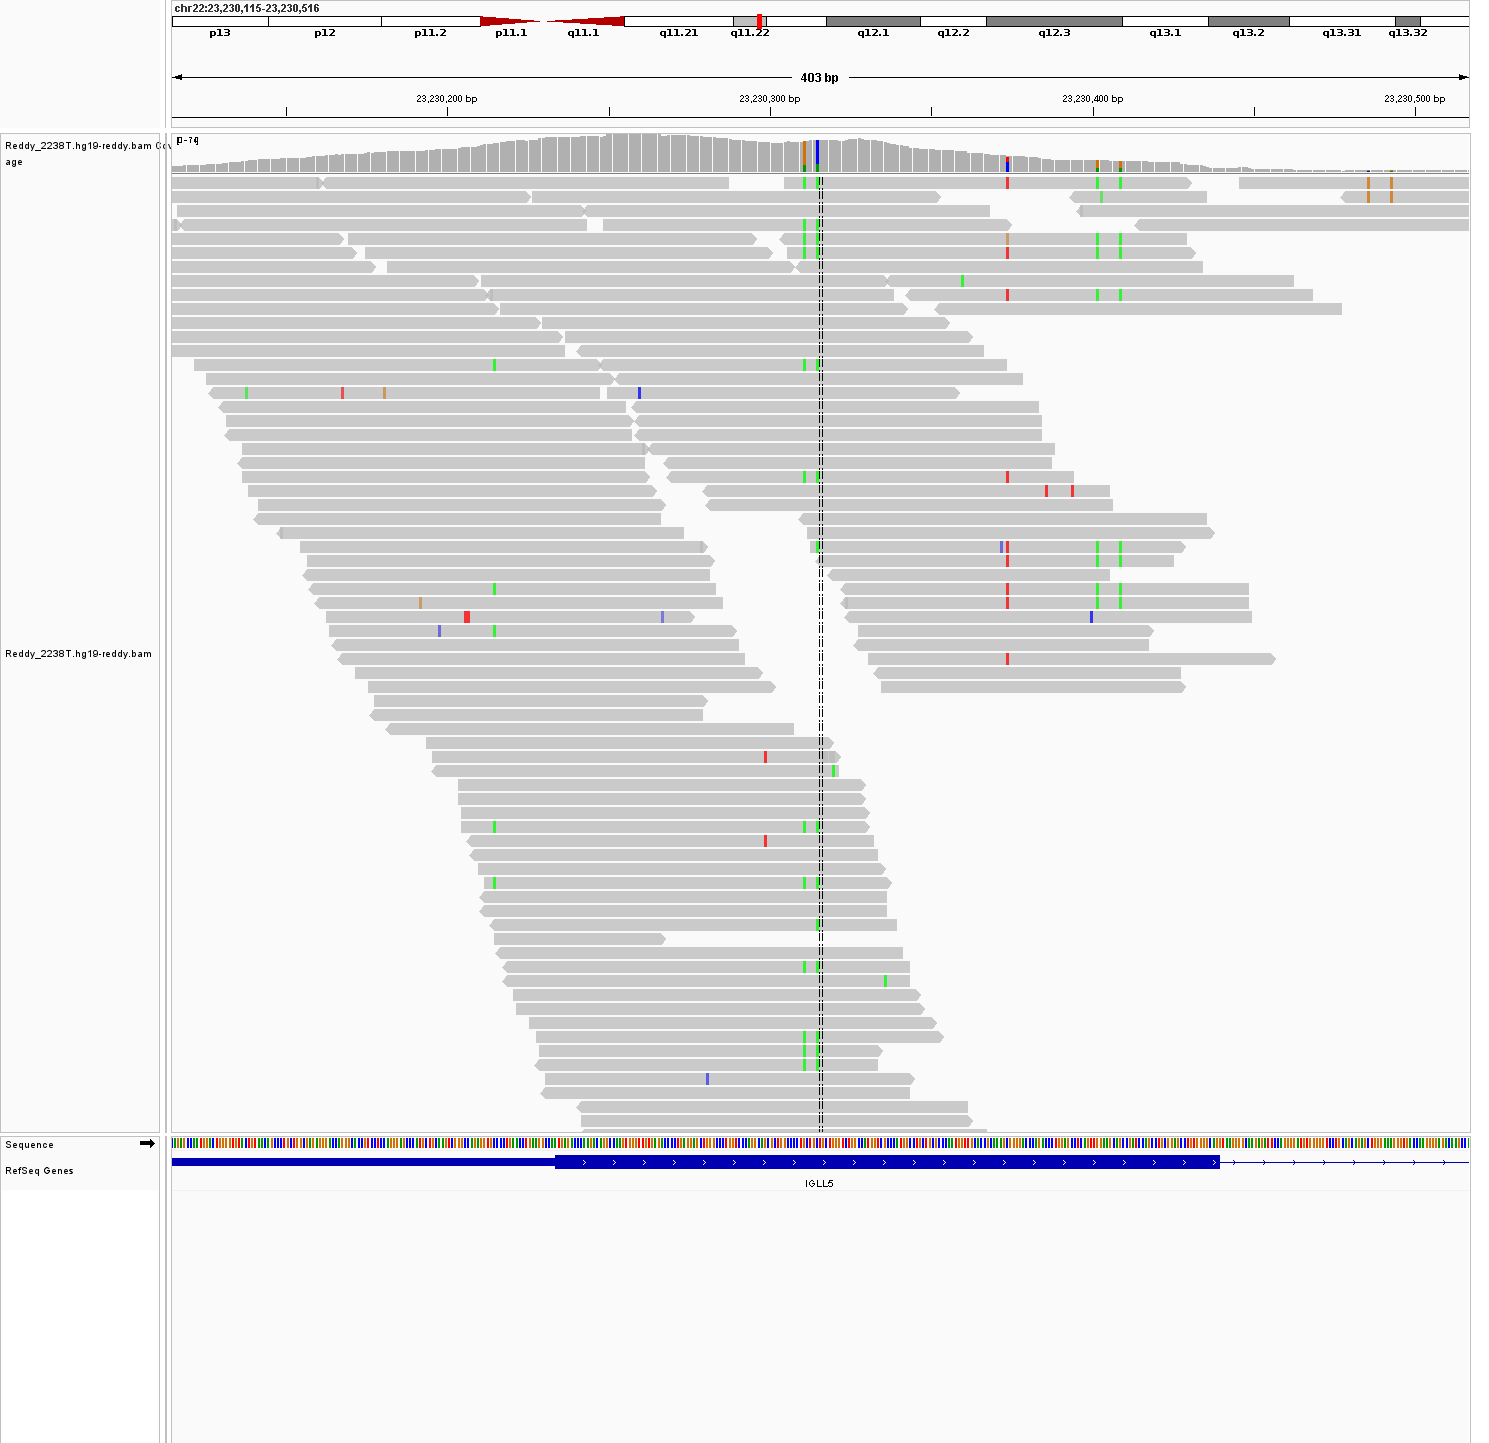 chr22:23,230,115-23,230,516
p13 p12 p11.2 p11.1 q11.1 q11.21 q11.22 q12.1 q12.2 q12.3 q13.1 q13.2 q13.31 q13.32
403 bp
23,230,200 bp 23,230,300 bp 23,230,400 bp 23,230,500 bp
Reddy_2238T.hg19-reddy.bam Cov
age
[0 - 74]
Reddy_2238T.hg19-reddy.bam
Sequence
RefSeq Genes
IGLL5